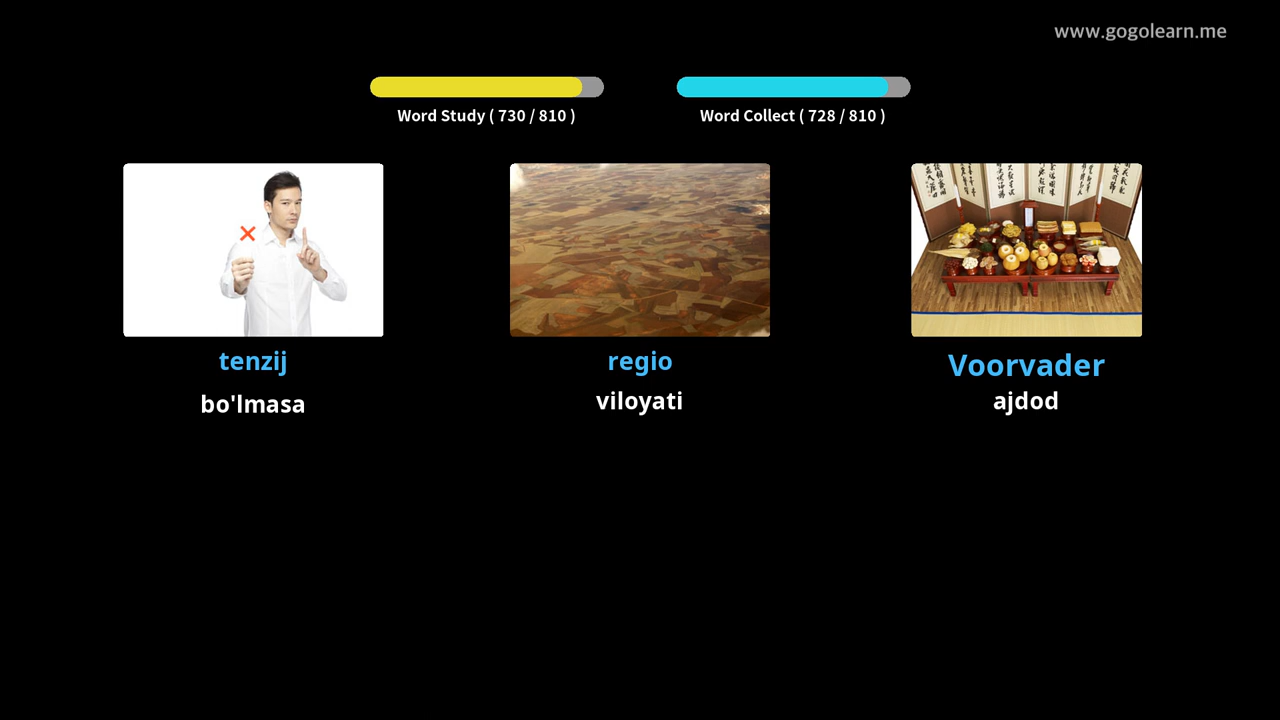 www.gogolearn.me
Word Study ( 730 / 810 )
Word Collect ( 728 / 810 )
tenzij
regio
Voorvader
bo'lmasa
viloyati
ajdod